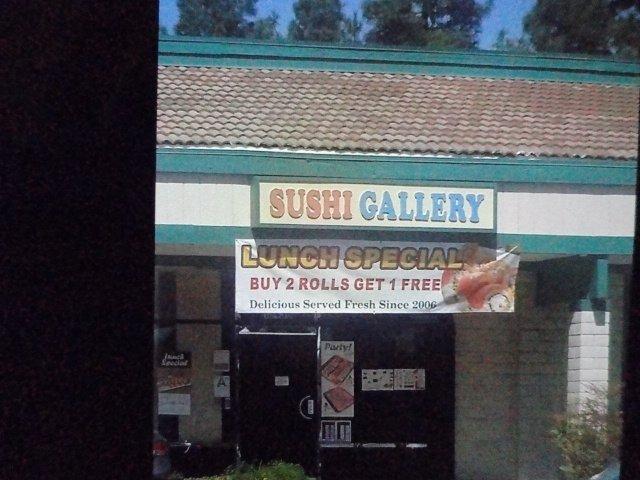 SUSHI GALLERY
LUNCH SPECIAL
BUY 2 ROLLS GET 1 FREE
Delicious Served Fresh Since 2006
Lunch
Special
A
Party!